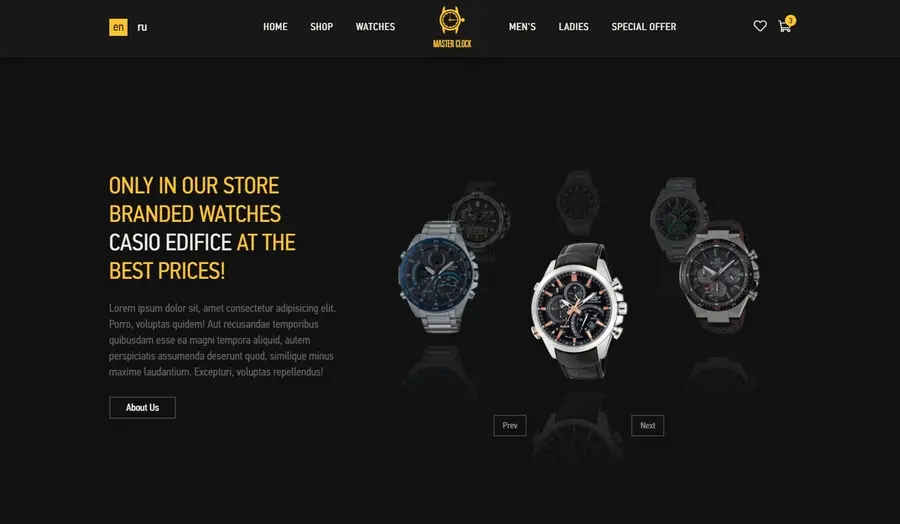 en ru HOME SHOP WATCHES MASTER CLOCK MEN'S LADIES SPECIAL OFFER 3
ONLY IN OUR STORE
BRANDED WATCHES
CASIO EDIFICE AT THE
BEST PRICES!
Lorem ipsum dolor sit, amet consectetur adipisicing elit.
Porro, voluptas quidem! Aut recusandae temporibus
quibusdam esse ea magni tempora aliquid, autem
perspiciatis assumenda deserunt quod, similique minus
maxime laudantium. Excepturi, voluptas repellendus!
About Us
Prev Next